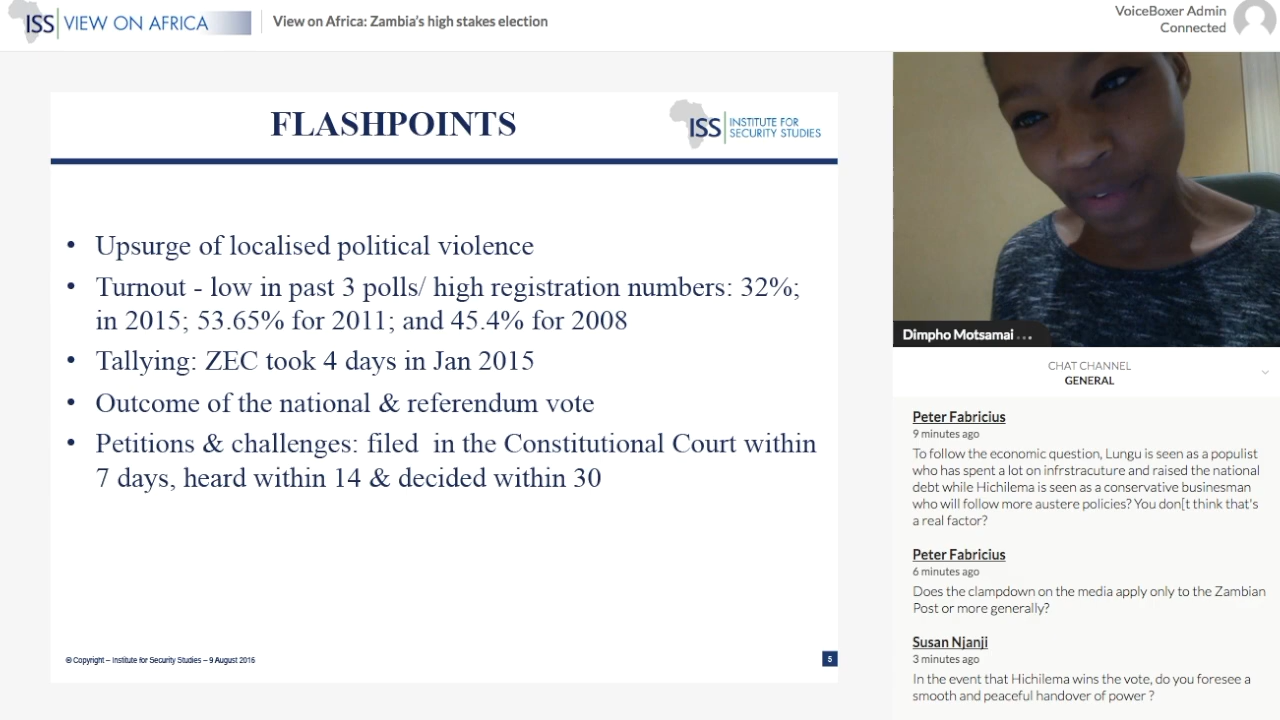 ISS VIEW ON AFRICA
View on Africa: Zambia's high stakes election
VoiceBoxer Admin
Connected
FLASHPOINTS
ISS INSTITUTE FOR
SECURITY STUDIES
• Upsurge of localised political violence
• Turnout - low in past 3 polls/ high registration numbers: 32%;
in 2015; 53.65% for 2011; and 45.4% for 2008
• Tallying: ZEC took 4 days in Jan 2015
• Outcome of the national & referendum vote
• Petitions & challenges: filed  in the Constitutional Court within
7 days, heard within 14 & decided within 30
© Copyright – Institute for Security Studies – 9 August 2016
5
Dimpho Motsamai ...
CHAT CHANNEL
GENERAL
Peter Fabricius
9 minutes ago
To follow the economic question, Lungu is seen as a populist
who has spent a lot on infrstracuture and raised the national
debt while Hichilema is seen as a conservative businesman
who will follow more austere policies? You don[t think that's
a real factor?
Peter Fabricius
6 minutes ago
Does the clampdown on the media apply only to the Zambian
Post or more generally?
Susan Njanji
3 minutes ago
In the event that Hichilema wins the vote, do you foresee a
smooth and peaceful handover of power ?